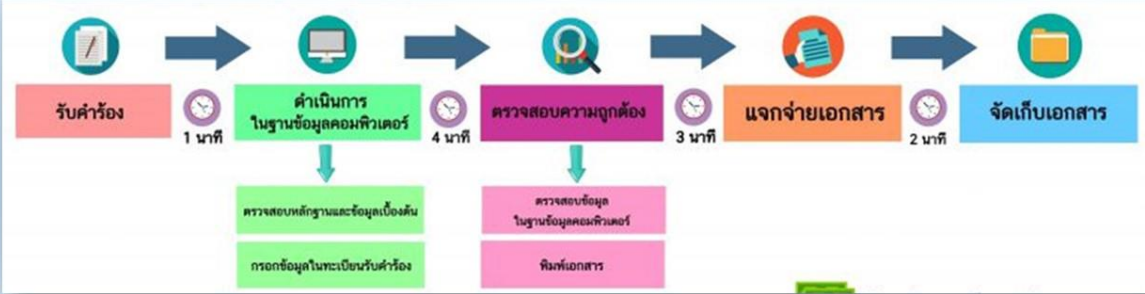 รับคำร้อง
1 นาที
ดำเนินการ
ในฐานข้อมูลคอมพิวเตอร์
4 นาที
ตรวจสอบความถูกต้อง
3 นาที
แจกจ่ายเอกสาร
2 นาที
จัดเก็บเอกสาร
ตรวจสอบหลักฐานและข้อมูลเบื้องต้น
กรอกข้อมูลในทะเบียนรับคำร้อง
ตรวจสอบข้อมูล
ในฐานข้อมูลคอมพิวเตอร์
พิมพ์เอกสาร